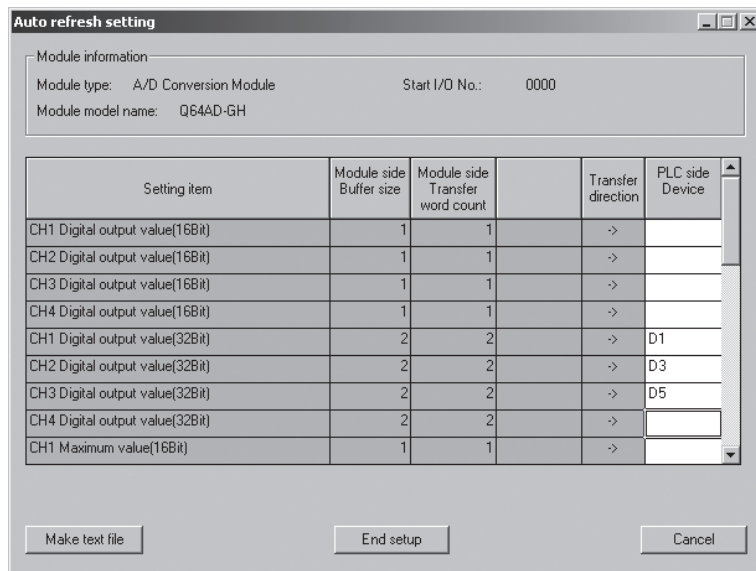 Auto refresh setting
Module information
Module type: A/D Conversion Module Start I/O No.: 0000
Module model name: Q64AD-GH
Setting item Module side Buffer size Module side Transfer word count Transfer direction PLC side Device
CH1 Digital output value(16Bit) 1 1 ->
CH2 Digital output value(16Bit) 1 1 ->
CH3 Digital output value(16Bit) 1 1 ->
CH4 Digital output value(16Bit) 1 1 ->
CH1 Digital output value(32Bit) 2 2 -> D1
CH2 Digital output value(32Bit) 2 2 -> D3
CH3 Digital output value(32Bit) 2 2 -> D5
CH4 Digital output value(32Bit) 2 2 ->
CH1 Maximum value(16Bit) 1 1 ->
Make text file End setup Cancel